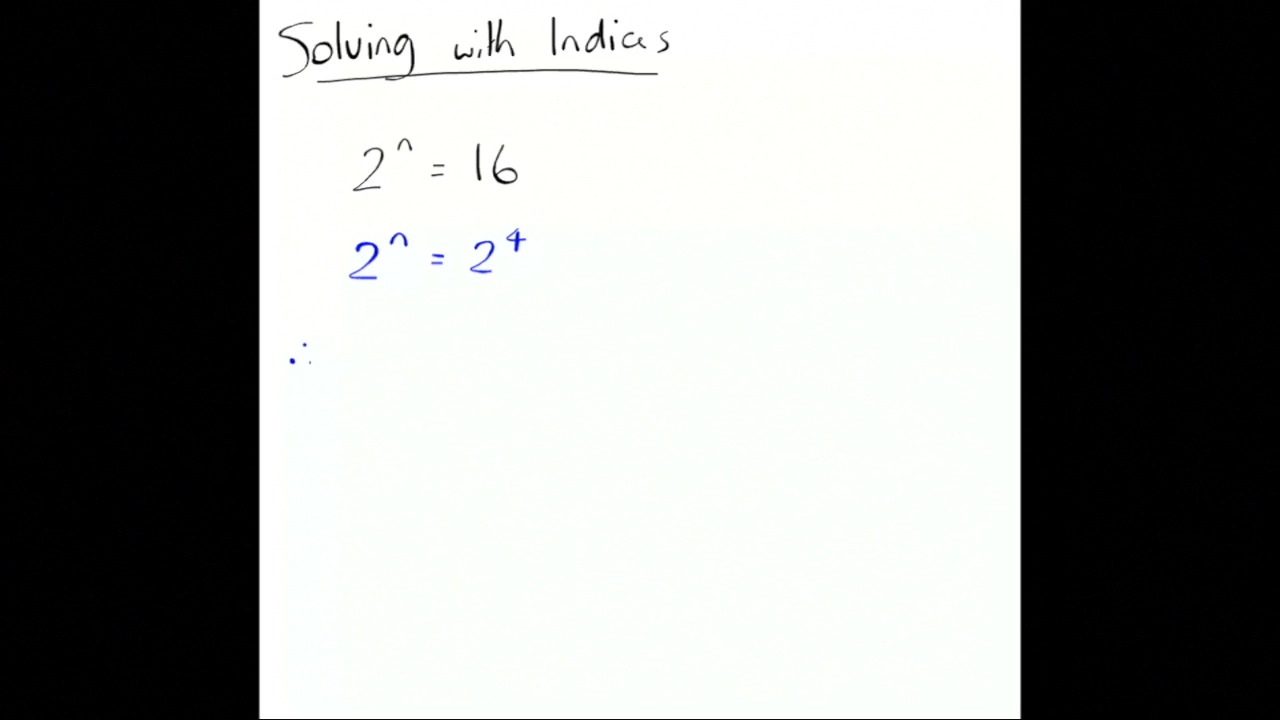 Solving with Indices
2ⁿ = 16
2ⁿ = 2⁴
∴